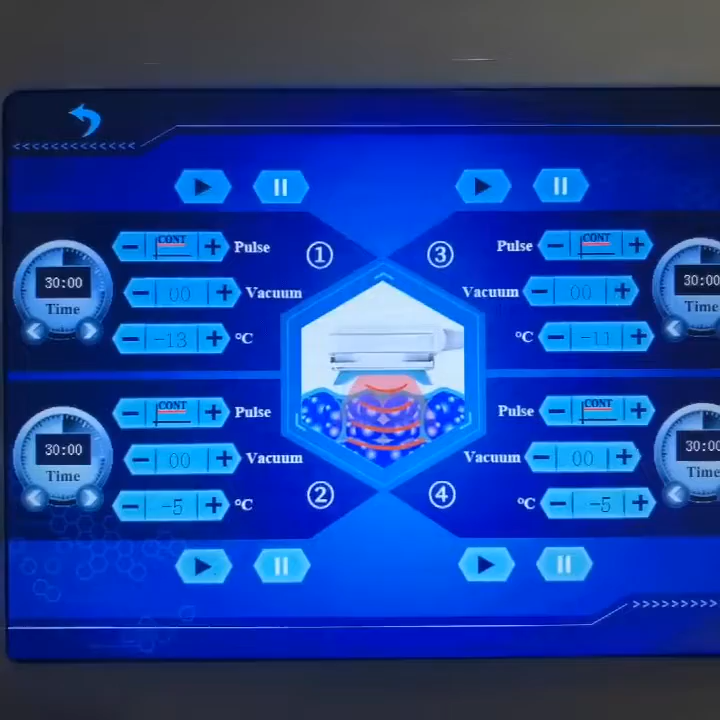 CONT Pulse ①
30:00 00 Vacuum
Time
-13 °C
③ Pulse CONT
Vacuum 00 30:00
Time
°C -11
CONT Pulse
30:00 00 Vacuum
Time
-5 °C ②
Pulse CONT
Vacuum 00 30:00
Time
④ °C -5